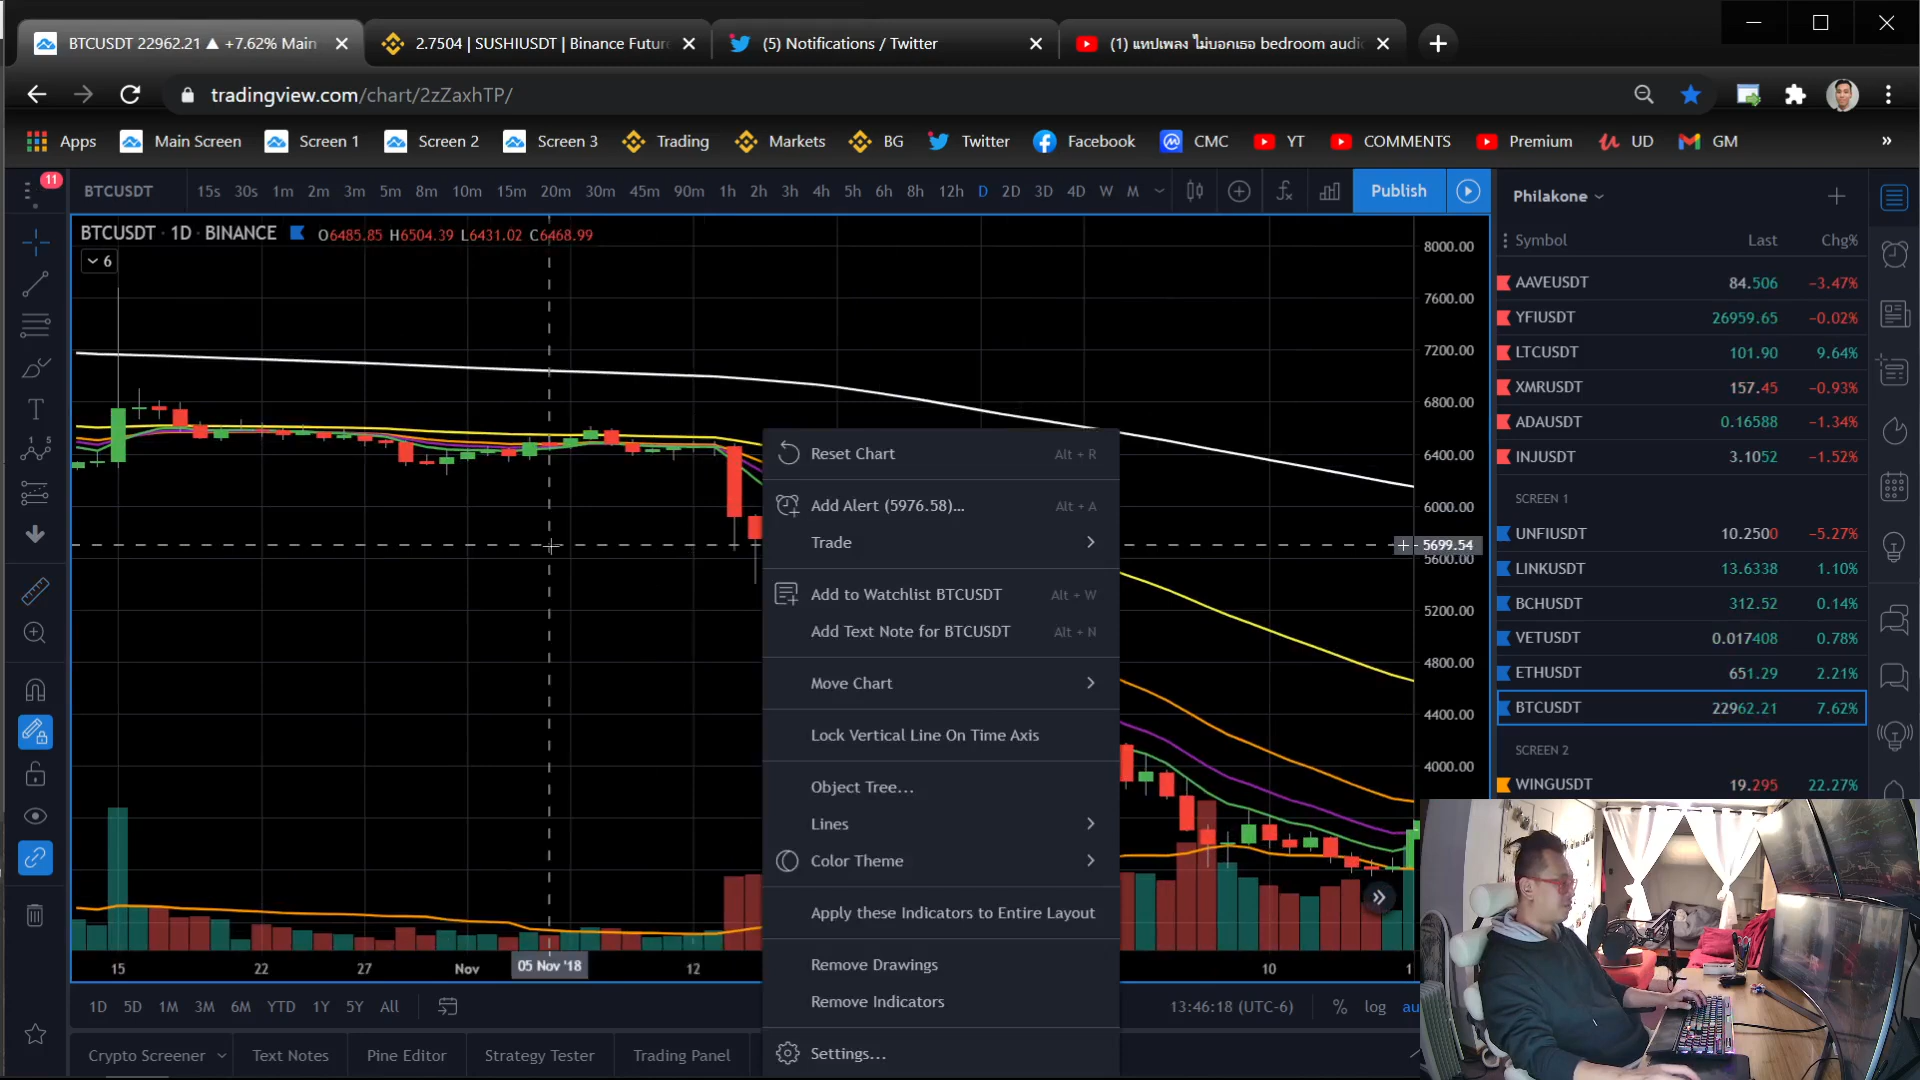 BTCUSDT 22962.21 ▲ +7.62% Main
2.7504 | SUSHIUSDT | Binance Futur
(5) Notifications / Twitter
(1) แทปเพลง ไม่บอกเธอ bedroom audi
tradingview.com/chart/2zZaxhTP/
Apps Main Screen Screen 1 Screen 2 Screen 3 Trading Markets BG Twitter Facebook CMC YT COMMENTS Premium UD GM »
11
BTCUSDT 15s 30s 1m 2m 3m 5m 8m 10m 15m 20m 30m 45m 90m 1h 2h 3h 4h 5h 6h 8h 12h D 2D 3D 4D W M Publish
BTCUSDT · 1D · BINANCE O6485.85 H6504.39 L6431.02 C6468.99
6
8000.00
7600.00
7200.00
6800.00
6400.00
6000.00
5699.54
5600.00
5200.00
4800.00
4400.00
4000.00
Reset Chart Alt + R
Add Alert (5976.58)... Alt + A
Trade
Add to Watchlist BTCUSDT Alt + W
Add Text Note for BTCUSDT Alt + N
Move Chart
Lock Vertical Line On Time Axis
Object Tree...
Lines
Color Theme
Apply these Indicators to Entire Layout
Remove Drawings
Remove Indicators
Settings...
15 22 27 Nov 05 Nov '18 12 10 1
1D 5D 1M 3M 6M YTD 1Y 5Y All
13:46:18 (UTC-6) % log au
Crypto Screener Text Notes Pine Editor Strategy Tester Trading Panel
Philakone
Symbol Last Chg%
AAVEUSDT 84.506 −3.47%
YFIUSDT 26959.65 −0.02%
LTCUSDT 101.90 9.64%
XMRUSDT 157.45 −0.93%
ADAUSDT 0.16588 −1.34%
INJUSDT 3.1052 −1.52%
SCREEN 1
UNFIUSDT 10.2500 −5.27%
LINKUSDT 13.6338 1.10%
BCHUSDT 312.52 0.14%
VETUSDT 0.017408 0.78%
ETHUSDT 651.29 2.21%
BTCUSDT 22962.21 7.62%
SCREEN 2
WINGUSDT 19.295 22.27%